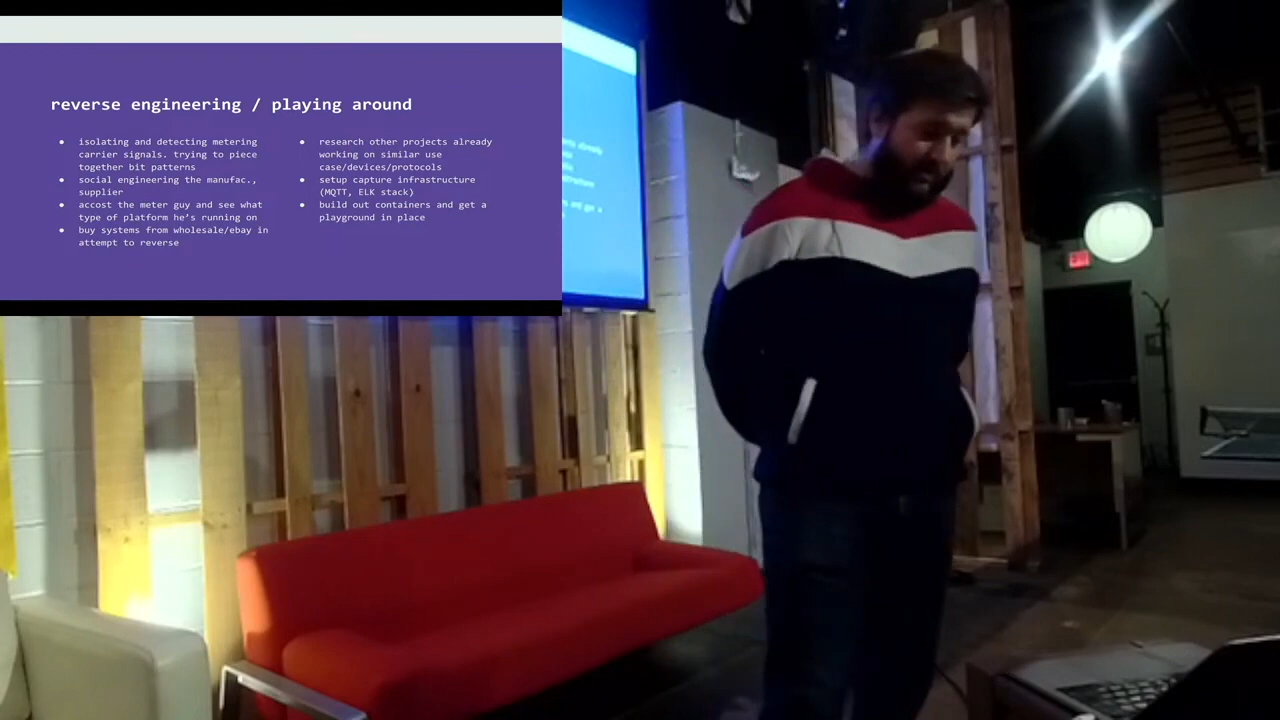 reverse engineering / playing around
● isolating and detecting metering
carrier signals. trying to piece
together bit patterns
● social engineering the manufac.,
supplier
● accost the meter guy and see what
type of platform he's running on
● buy systems from wholesale/ebay in
attempt to reverse
● research other projects already
working on similar use
case/devices/protocols
● setup capture infrastructure
(MQTT, ELK stack)
● build out containers and get a
playground in place